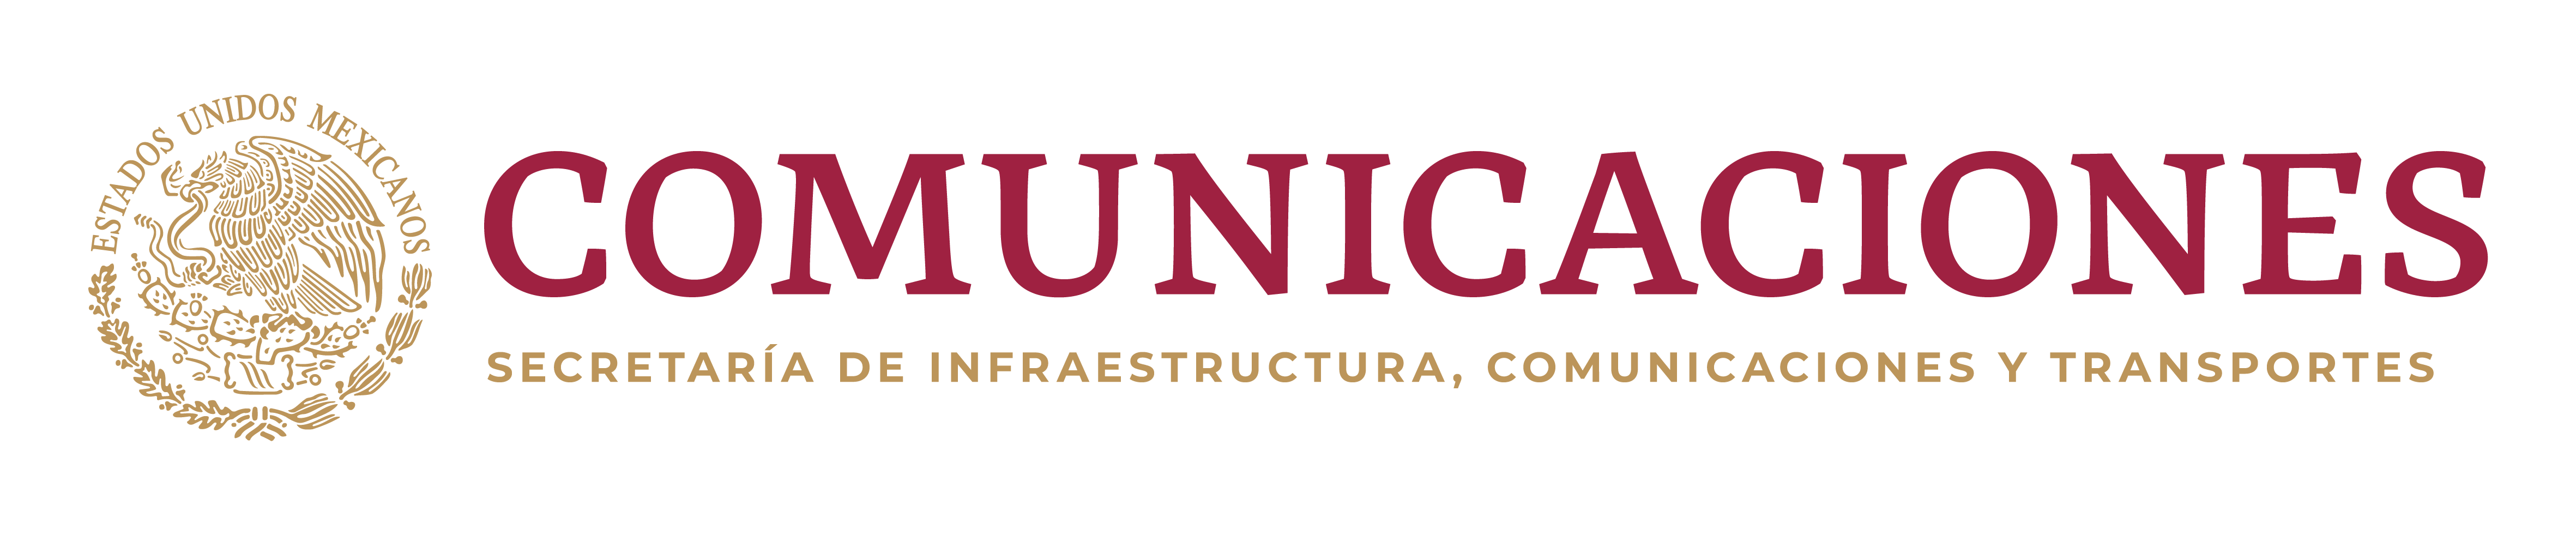 ESTADOS UNIDOS MEXICANOS
COMUNICACIONES
SECRETARÍA DE INFRAESTRUCTURA, COMUNICACIONES Y TRANSPORTES